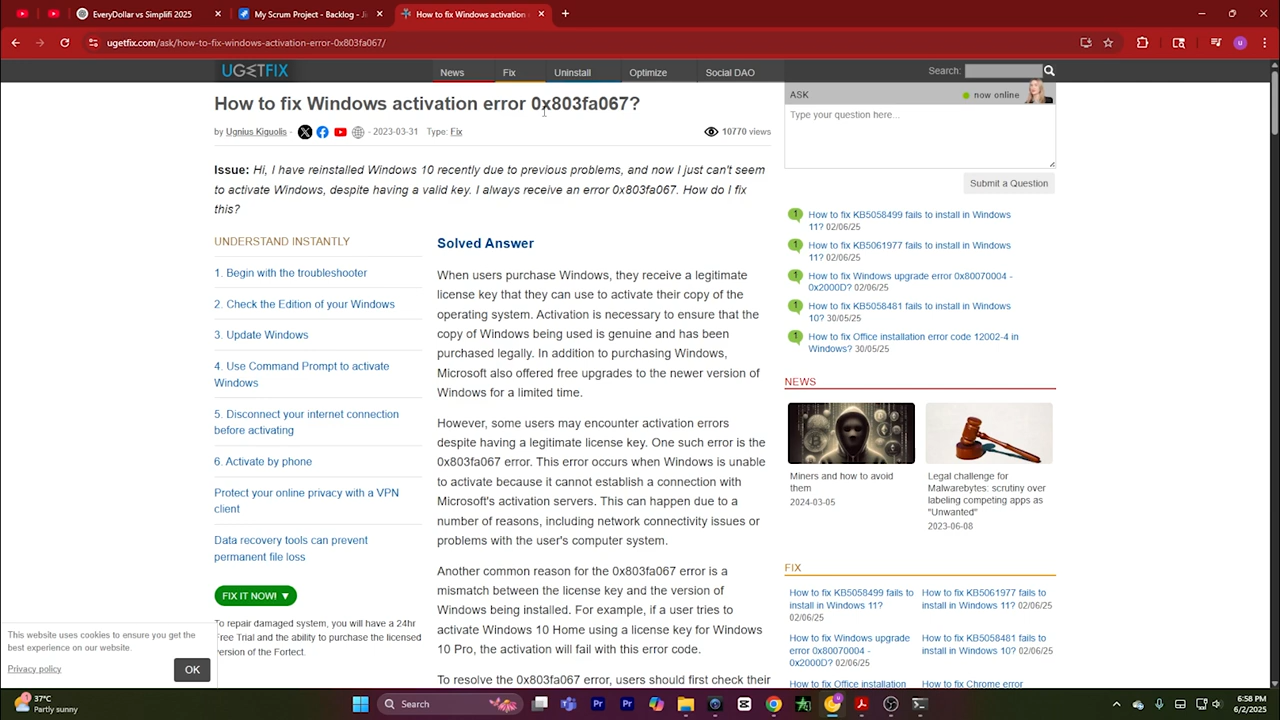 EveryDollar vs Simplifi 2025
My Scrum Project - Backlog - Ji
How to fix Windows activation
ugetfix.com/ask/how-to-fix-windows-activation-error-0x803fa067/
u
UGETFIX
News
Fix
Uninstall
Optimize
Social DAO
Search:
How to fix Windows activation error 0x803fa067?
by Ugnius Kiguolis - 2023-03-31 Type: Fix
10770 views
Issue: Hi, I have reinstalled Windows 10 recently due to previous problems, and now I just can't seem
to activate Windows, despite having a valid key. I always receive an error 0x803fa067. How do I fix
this?
UNDERSTAND INSTANTLY
1. Begin with the troubleshooter
2. Check the Edition of your Windows
3. Update Windows
4. Use Command Prompt to activate
Windows
5. Disconnect your internet connection
before activating
6. Activate by phone
Protect your online privacy with a VPN
client
Data recovery tools can prevent
permanent file loss
FIX IT NOW!
To repair damaged system, you will have a 24hr
Free Trial and the ability to purchase the licensed
version of the Fortect.
Solved Answer
When users purchase Windows, they receive a legitimate
license key that they can use to activate their copy of the
operating system. Activation is necessary to ensure that the
copy of Windows being used is genuine and has been
purchased legally. In addition to purchasing Windows,
Microsoft also offered free upgrades to the newer version of
Windows for a limited time.
However, some users may encounter activation errors
despite having a legitimate license key. One such error is the
0x803fa067 error. This error occurs when Windows is unable
to activate because it cannot establish a connection with
Microsoft's activation servers. This can happen due to a
number of reasons, including network connectivity issues or
problems with the user's computer system.
Another common reason for the 0x803fa067 error is a
mismatch between the license key and the version of
Windows being installed. For example, if a user tries to
activate Windows 10 Home using a license key for Windows
10 Pro, the activation will fail with this error code.
To resolve the 0x803fa067 error, users should first check their
ASK
now online
Type your question here...
Submit a Question
1 How to fix KB5058499 fails to install in Windows
11? 02/06/25
1 How to fix KB5061977 fails to install in Windows
11? 02/06/25
1 How to fix Windows upgrade error 0x80070004 -
0x2000D? 02/06/25
1 How to fix KB5058481 fails to install in Windows
10? 30/05/25
1 How to fix Office installation error code 12002-4 in
Windows? 30/05/25
NEWS
Miners and how to avoid
them
2024-03-05
Legal challenge for
Malwarebytes: scrutiny over
labeling competing apps as
"Unwanted"
2023-06-08
FIX
How to fix KB5058499 fails to
install in Windows 11?
02/06/25
How to fix KB5061977 fails to
install in Windows 11? 02/06/25
How to fix Windows upgrade
error 0x80070004 -
0x2000D? 02/06/25
How to fix KB5058481 fails to
install in Windows 10? 30/05/25
How to fix Office installation
How to fix Chrome error
This website uses cookies to ensure you get the
best experience on our website.
Privacy policy
OK
37°C
Partly sunny
Search
6:58 PM